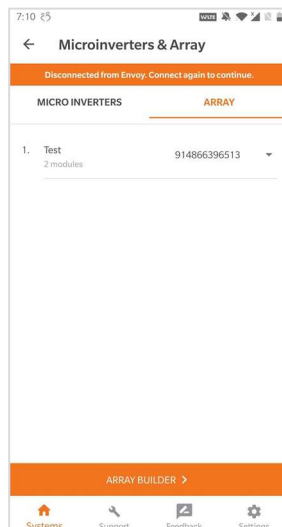 7:10
Microinverters & Array
Disconnected from Envoy. Connect again to continue.
MICRO INVERTERS ARRAY
1. Test 914866396513
2 modules
ARRAY BUILDER >
Systems Support Feedback Settings